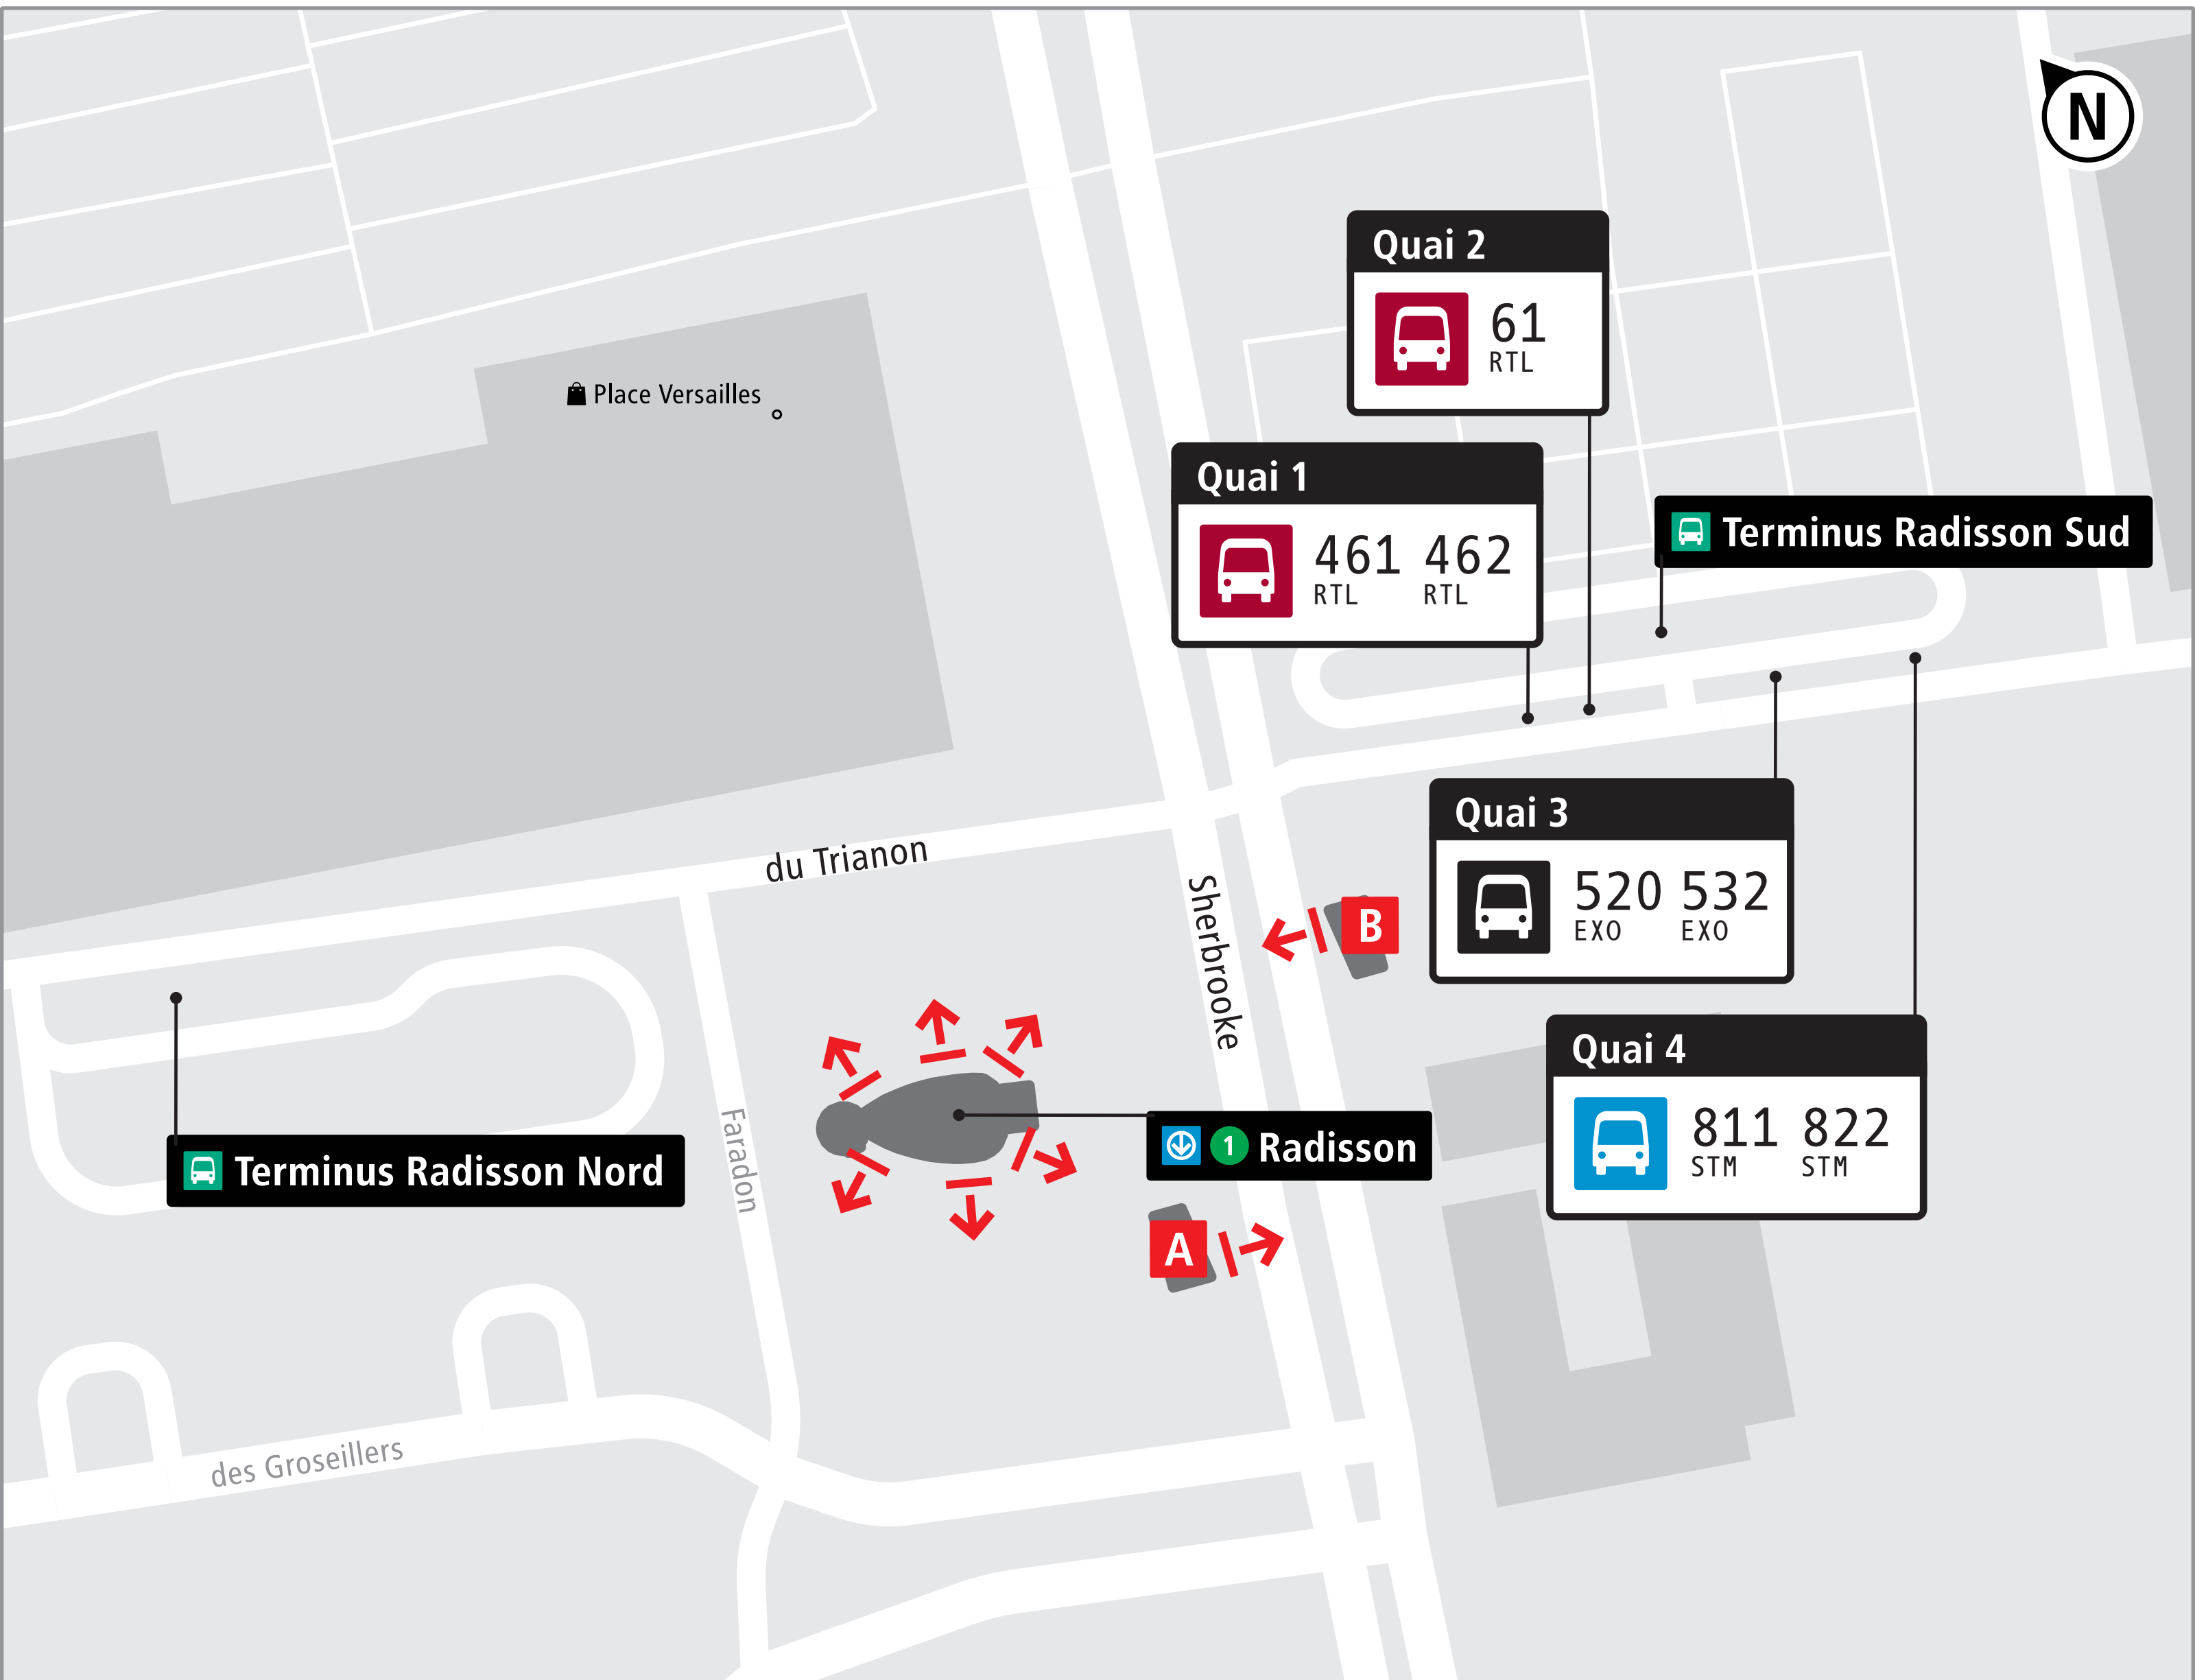 N
Quai 2
61
RTL
Place Versailles
Quai 1
461 462
RTL RTL
Terminus Radisson Sud
Quai 3
520 532
EXO EXO
du Trianon
Sherbrooke
B
Quai 4
811 822
STM STM
Faradon
1 Radisson
Terminus Radisson Nord
A
des Groseillers